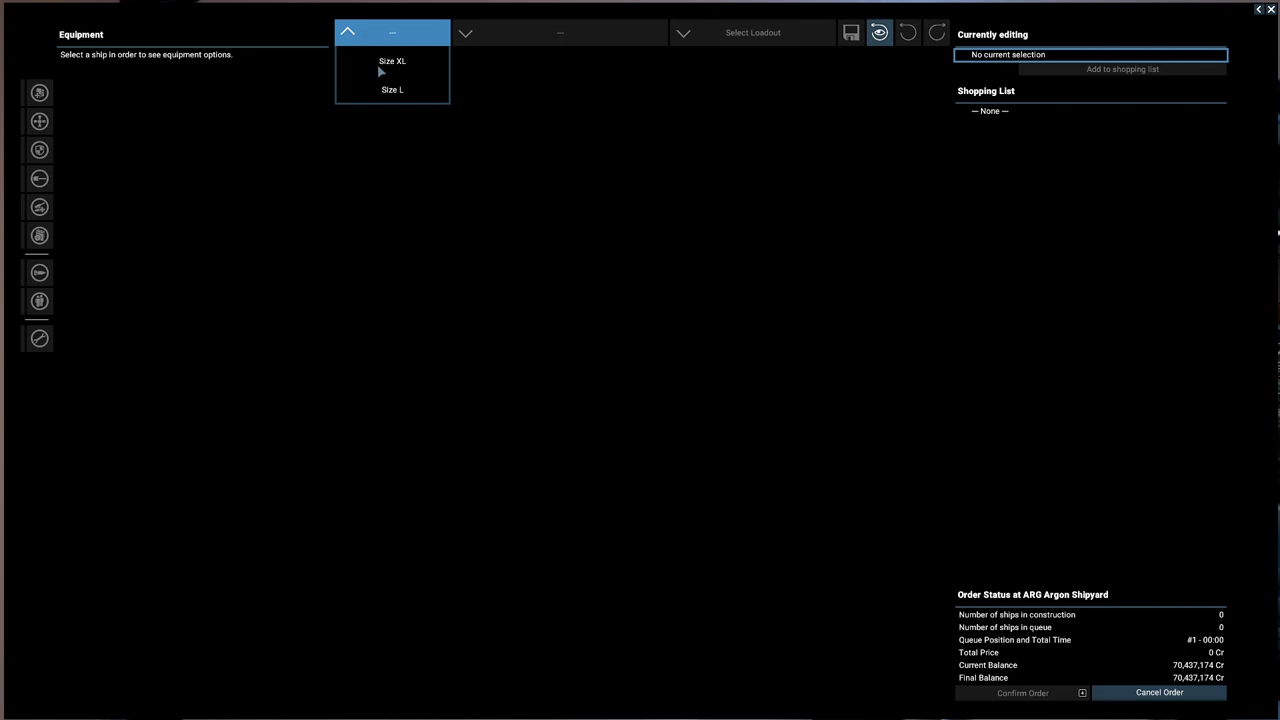 Equipment
Select a ship in order to see equipment options.
---
Size XL
Size L
---
Select Loadout
Currently editing
No current selection
Add to shopping list
Shopping List
— None —
Order Status at ARG Argon Shipyard
Number of ships in construction 0
Number of ships in queue 0
Queue Position and Total Time #1 - 00:00
Total Price 0 Cr
Current Balance 70,437,174 Cr
Final Balance 70,437,174 Cr
Confirm Order
Cancel Order